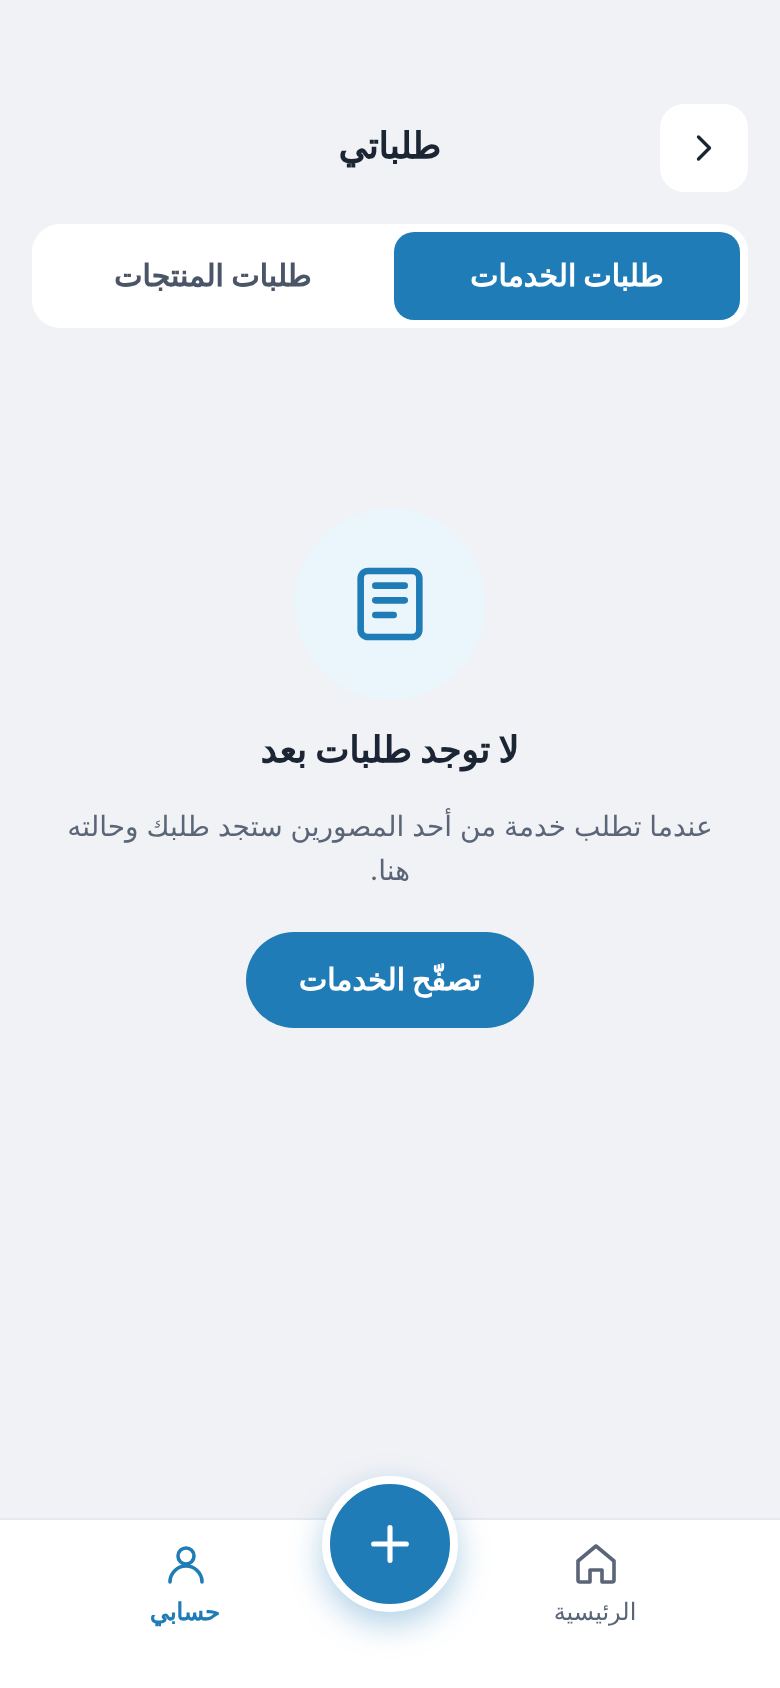 طلباتي
طلبات الخدمات
طلبات المنتجات
لا توجد طلبات بعد
عندما تطلب خدمة من أحد المصورين ستجد طلبك وحالته
هنا.
تصفّح الخدمات
الرئيسية
حسابي